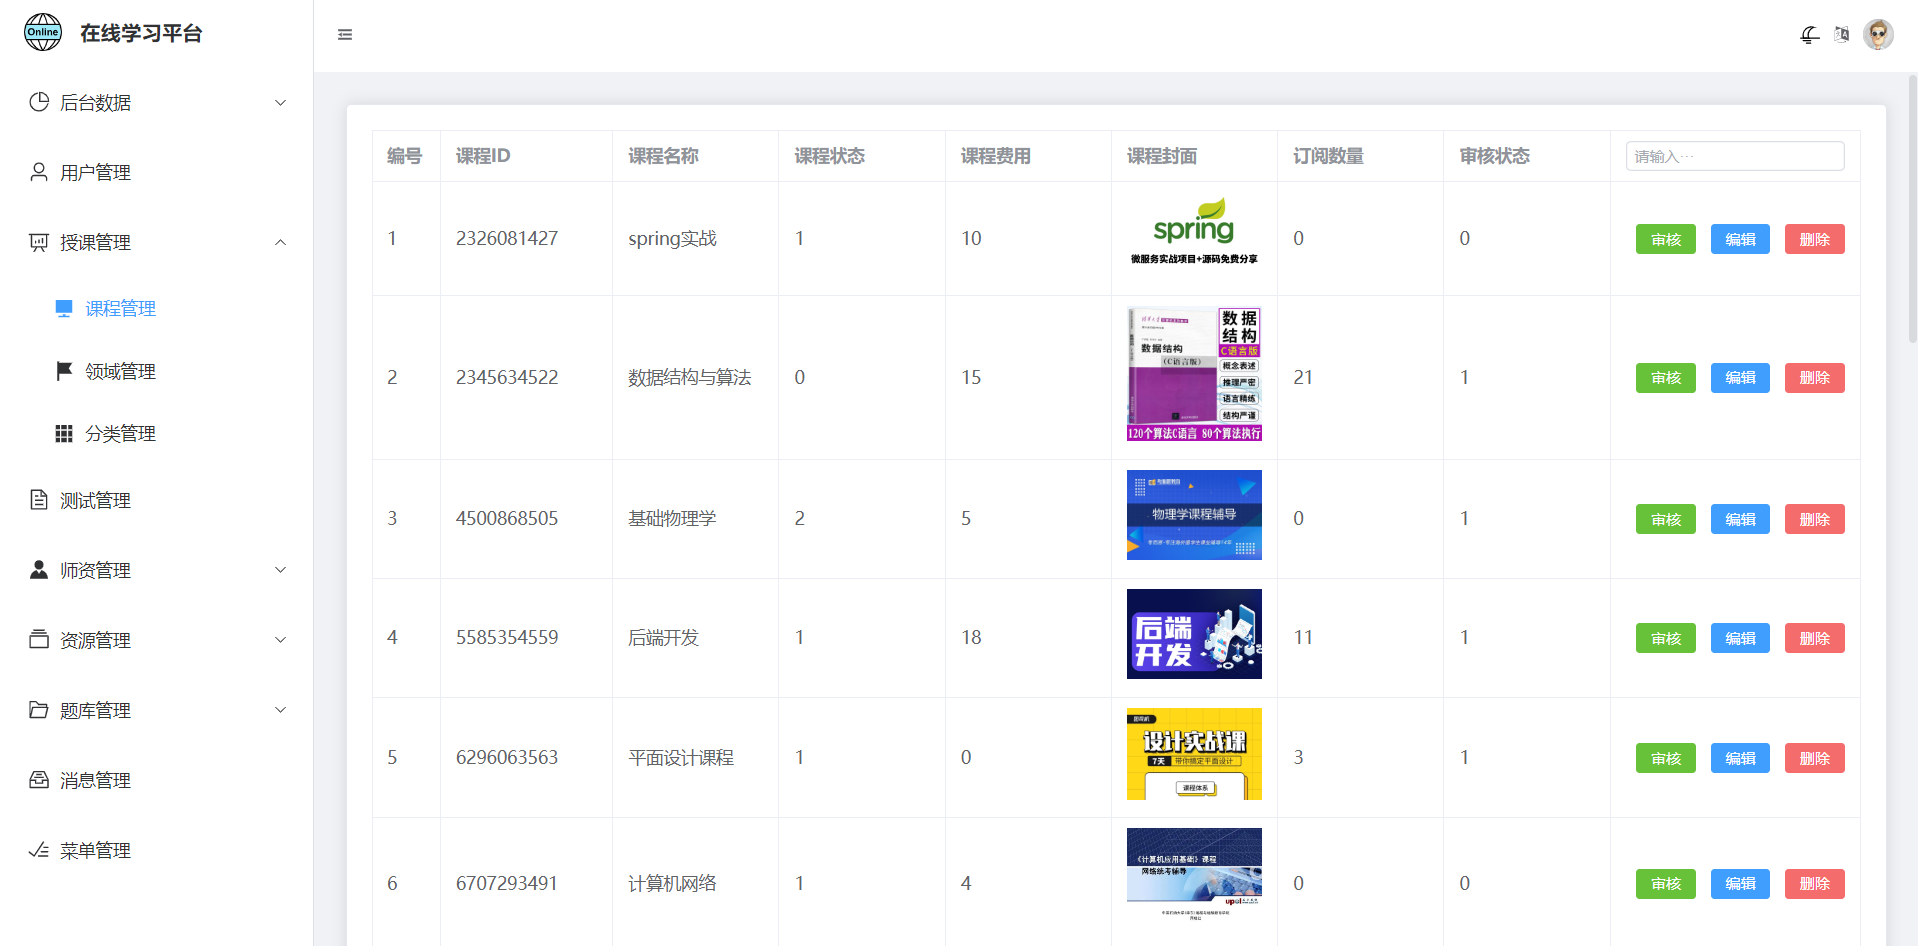 Online
在线学习平台
后台数据
用户管理
授课管理
课程管理
领域管理
分类管理
测试管理
师资管理
资源管理
题库管理
消息管理
菜单管理
编号 课程ID 课程名称 课程状态 课程费用 课程封面 订阅数量 审核状态 请输入…
1 2326081427 spring实战 1 10 0 0 审核 编辑 删除
spring
微服务实战项目+源码免费分享
2 2345634522 数据结构与算法 0 15 21 1 审核 编辑 删除
数据结构
(C语言版)
数据
结构
C语言版
概念表述
推理严密
语言精练
结构严谨
120个算法C语言 80个算法执行
3 4500868505 基础物理学 2 5 0 1 审核 编辑 删除
物理学课程辅导
4 5585354559 后端开发 1 18 11 1 审核 编辑 删除
后端
开发
5 6296063563 平面设计课程 1 0 3 1 审核 编辑 删除
设计实战课
7天 带你搞定平面设计
课程体系
6 6707293491 计算机网络 1 4 0 0 审核 编辑 删除
《计算机应用基础》课程
网络统考辅导
upol